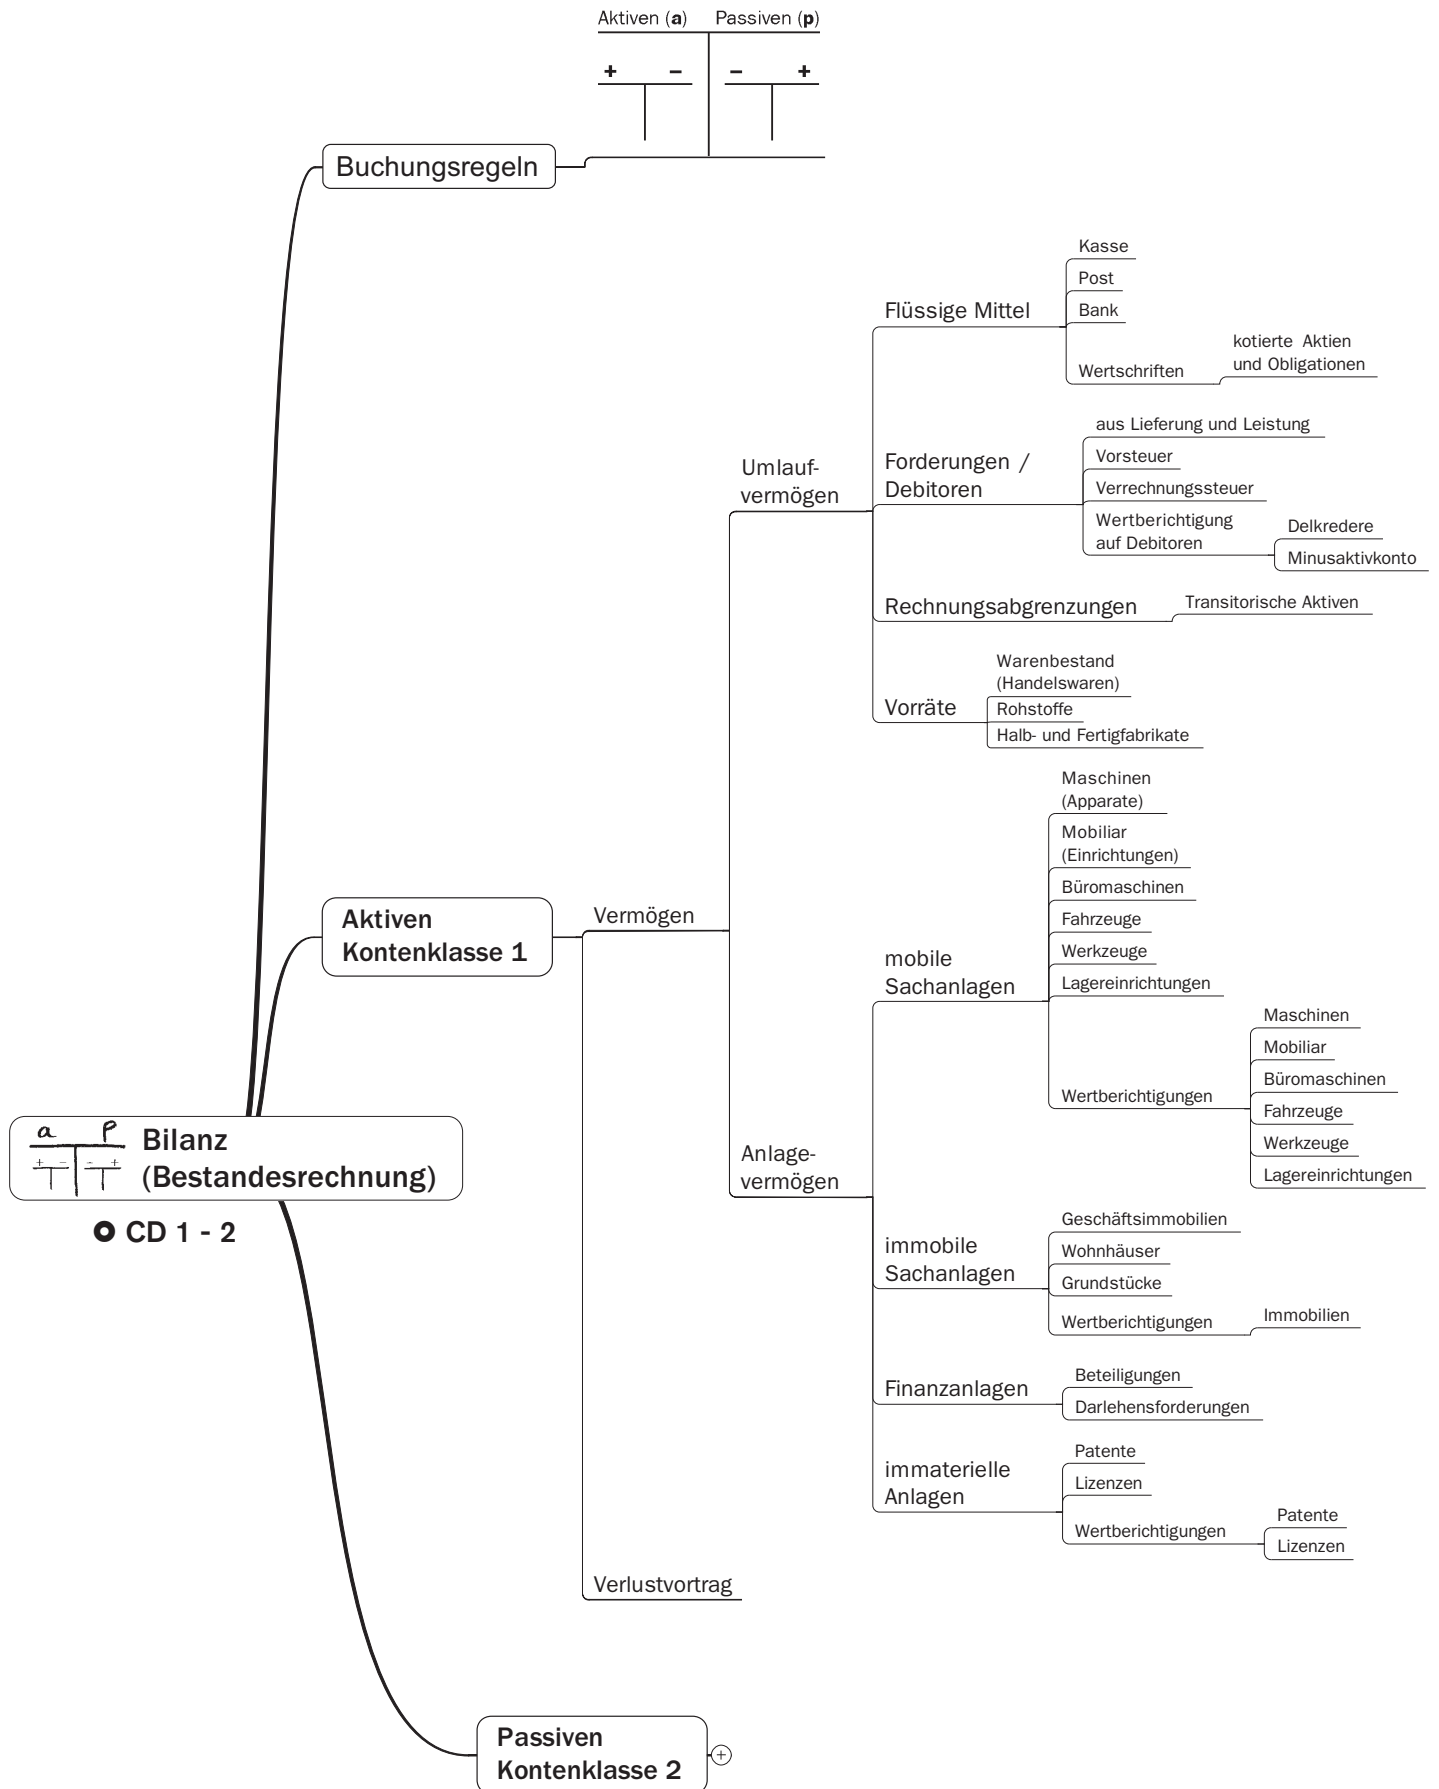 Aktiven (a) Passiven (p)
+ – – +
Buchungsregeln
Kasse
Post
Bank
Flüssige Mittel
Wertschriften
kotierte Aktien
und Obligationen
aus Lieferung und Leistung
Vorsteuer
Verrechnungssteuer
Wertberichtigung
auf Debitoren
Delkredere
Minusaktivkonto
Forderungen /
Debitoren
Umlauf-
vermögen
Rechnungsabgrenzungen
Transitorische Aktiven
Warenbestand
(Handelswaren)
Rohstoffe
Halb- und Fertigfabrikate
Vorräte
Maschinen
(Apparate)
Mobiliar
(Einrichtungen)
Büromaschinen
Fahrzeuge
Werkzeuge
Lagereinrichtungen
mobile
Sachanlagen
Wertberichtigungen
Maschinen
Mobiliar
Büromaschinen
Fahrzeuge
Werkzeuge
Lagereinrichtungen
Aktiven
Kontenklasse 1
Vermögen
Anlage-
vermögen
Geschäftsimmobilien
Wohnhäuser
Grundstücke
Wertberichtigungen
Immobilien
immobile
Sachanlagen
Finanzanlagen
Beteiligungen
Darlehensforderungen
immaterielle
Anlagen
Patente
Lizenzen
Wertberichtigungen
Patente
Lizenzen
Verlustvortrag
a p
+ - - +
Bilanz
(Bestandesrechnung)
CD 1 - 2
Passiven
Kontenklasse 2
+